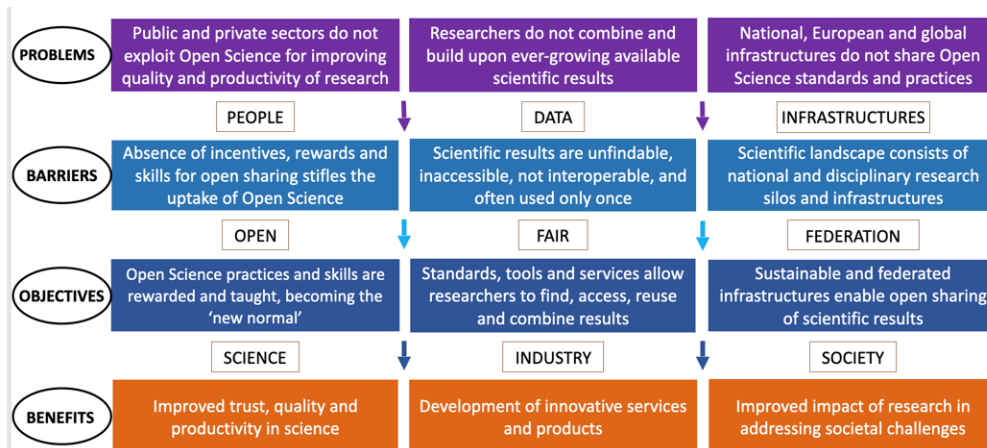 PROBLEMS
Public and private sectors do not
exploit Open Science for improving
quality and productivity of research
Researchers do not combine and
build upon ever-growing available
scientific results
National, European and global
infrastructures do not share Open
Science standards and practices
PEOPLE
DATA
INFRASTRUCTURES
BARRIERS
Absence of incentives, rewards and
skills for open sharing stifles the
uptake of Open Science
Scientific results are unfindable,
inaccessible, not interoperable, and
often used only once
Scientific landscape consists of
national and disciplinary research
silos and infrastructures
OPEN
FAIR
FEDERATION
OBJECTIVES
Open Science practices and skills are
rewarded and taught, becoming the
‘new normal’
Standards, tools and services allow
researchers to find, access, reuse
and combine results
Sustainable and federated
infrastructures enable open sharing
of scientific results
SCIENCE
INDUSTRY
SOCIETY
BENEFITS
Improved trust, quality and
productivity in science
Development of innovative services
and products
Improved impact of research in
addressing societal challenges